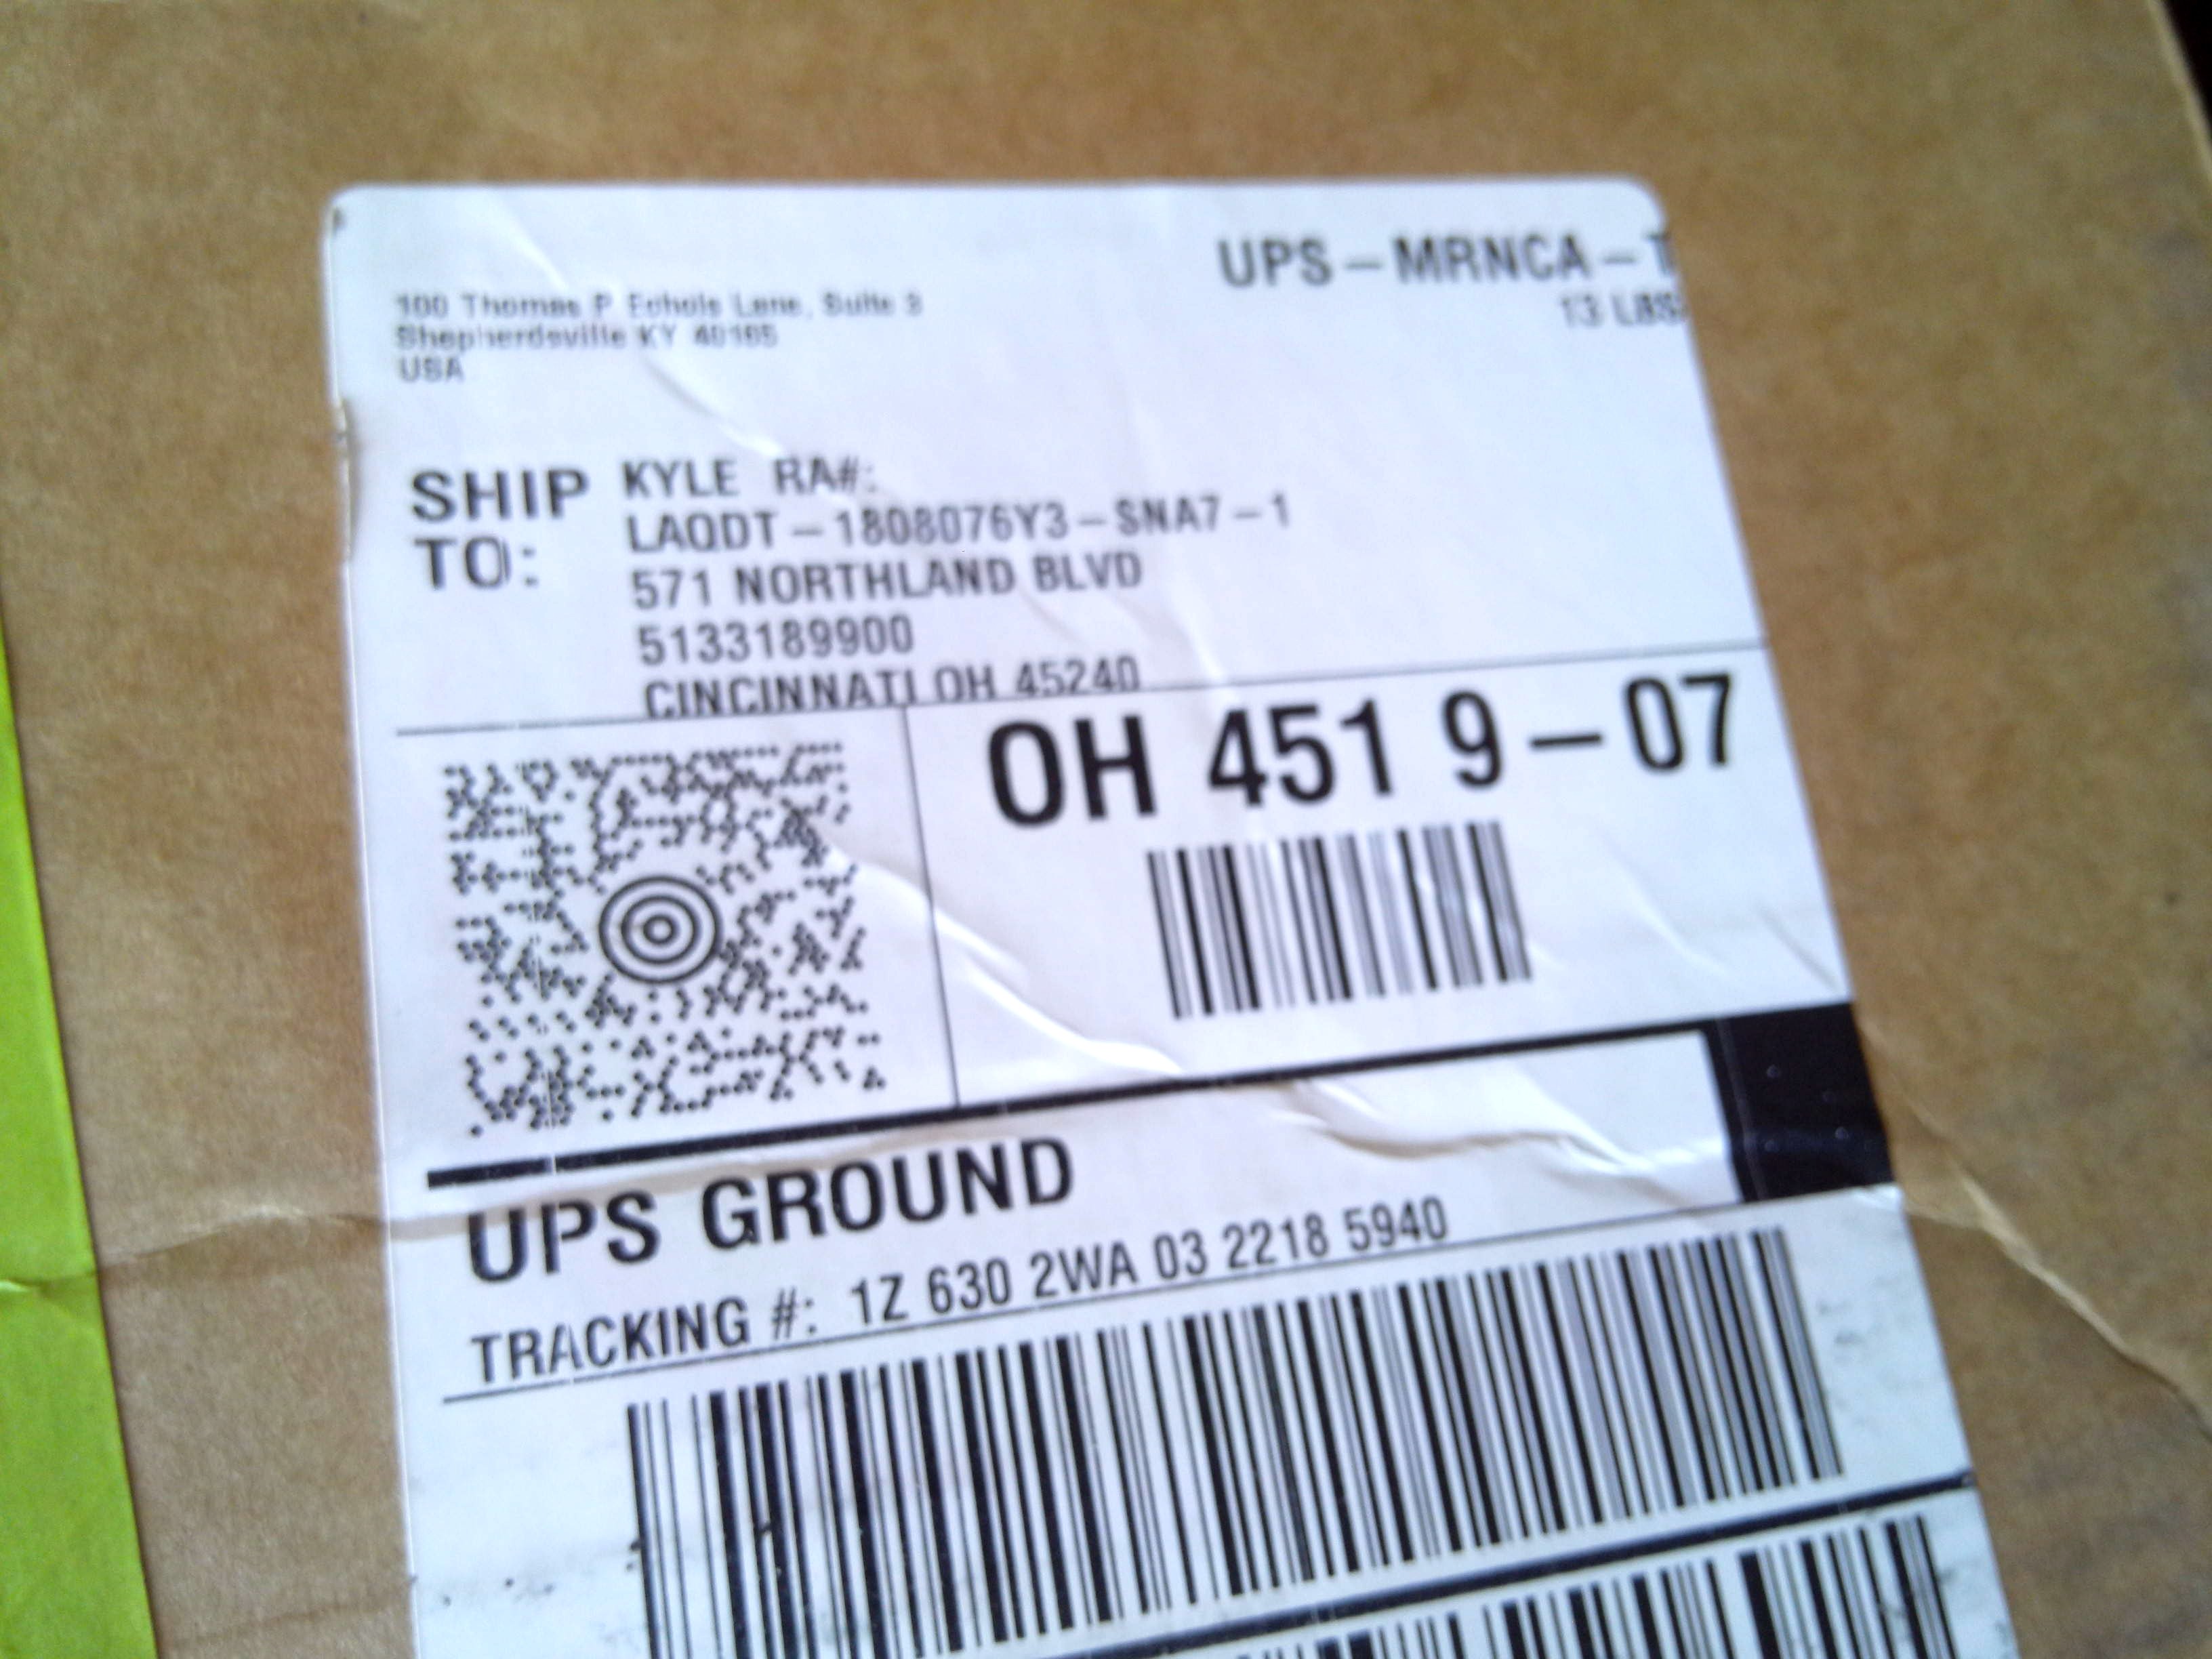 UPS-MRNCA-T
13 LBS
100 Thomas P Echols Lane, Suite 3
Shepherdsville KY 40165
USA
SHIP TO:
KYLE RA#:
LAQDT-1808076Y3-SNA7-1
571 NORTHLAND BLVD
5133189900
CINCINNATI OH 45240
OH 451 9-07
UPS GROUND
TRACKING #: 1Z 630 2WA 03 2218 5940